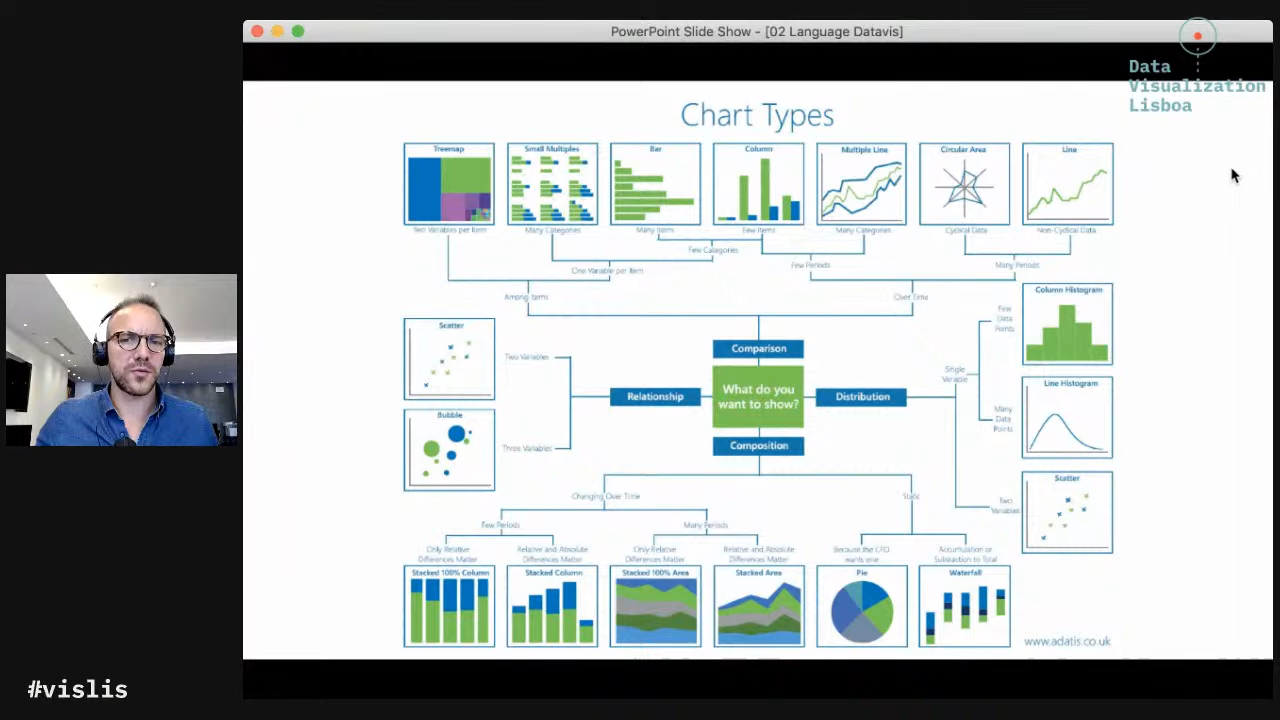 PowerPoint Slide Show - [02 Language Datavis]
Data
Visualization
Lisboa
Chart Types
Treemap
Small Multiples
Bar
Column
Multiple Line
Circular Area
Line
Two Variables per Item
Many Categories
Many Items
Few Items
Many Categories
Cyclical Data
Non-Cyclical Data
Few Categories
One Variable per Item
Few Periods
Many Periods
Among Items
Over Time
Column Histogram
Few
Data
Points
Scatter
Two Variables
Comparison
Single
Variable
Line Histogram
Relationship
What do you
want to show?
Distribution
Many
Data
Points
Bubble
Three Variables
Composition
Scatter
Two
Variables
Changing Over Time
Static
Few Periods
Many Periods
Only Relative
Differences Matter
Relative and Absolute
Differences Matter
Only Relative
Differences Matter
Relative and Absolute
Differences Matter
Because the CFO
wants one
Accumulation or
Subtraction to Total
Stacked 100% Column
Stacked Column
Stacked 100% Area
Stacked Area
Pie
Waterfall
www.adatis.co.uk
#vislis